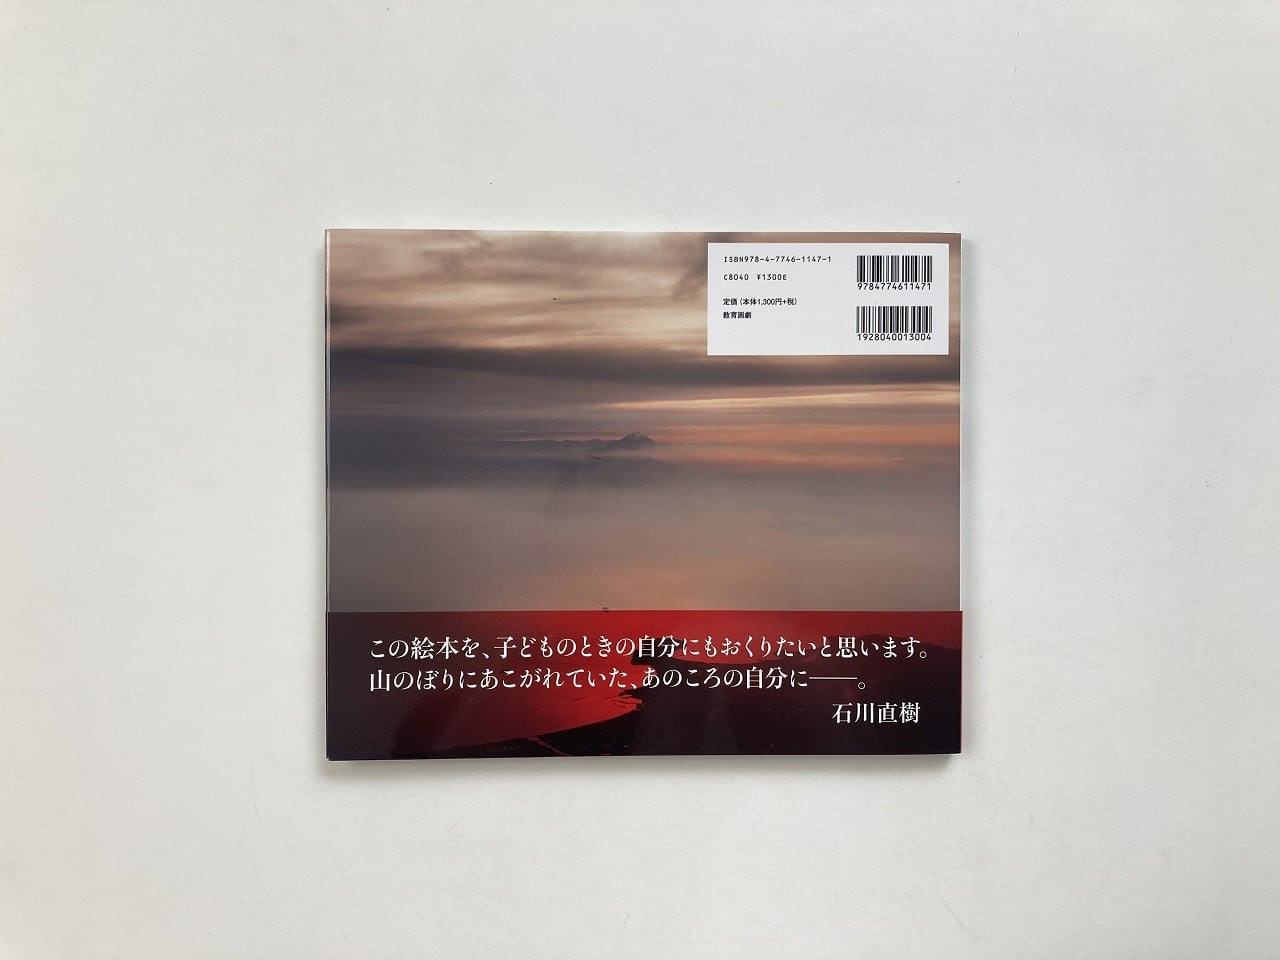 ISBN978-4-7746-1147-1
C8040 ¥1300E
定価(本体1,300円+税)
教育画劇
9784774611471
1928040013004
この絵本を、子どものときの自分にもおくりたいと思います。
山のぼりにあこがれていた、あのころの自分に――。
石川直樹